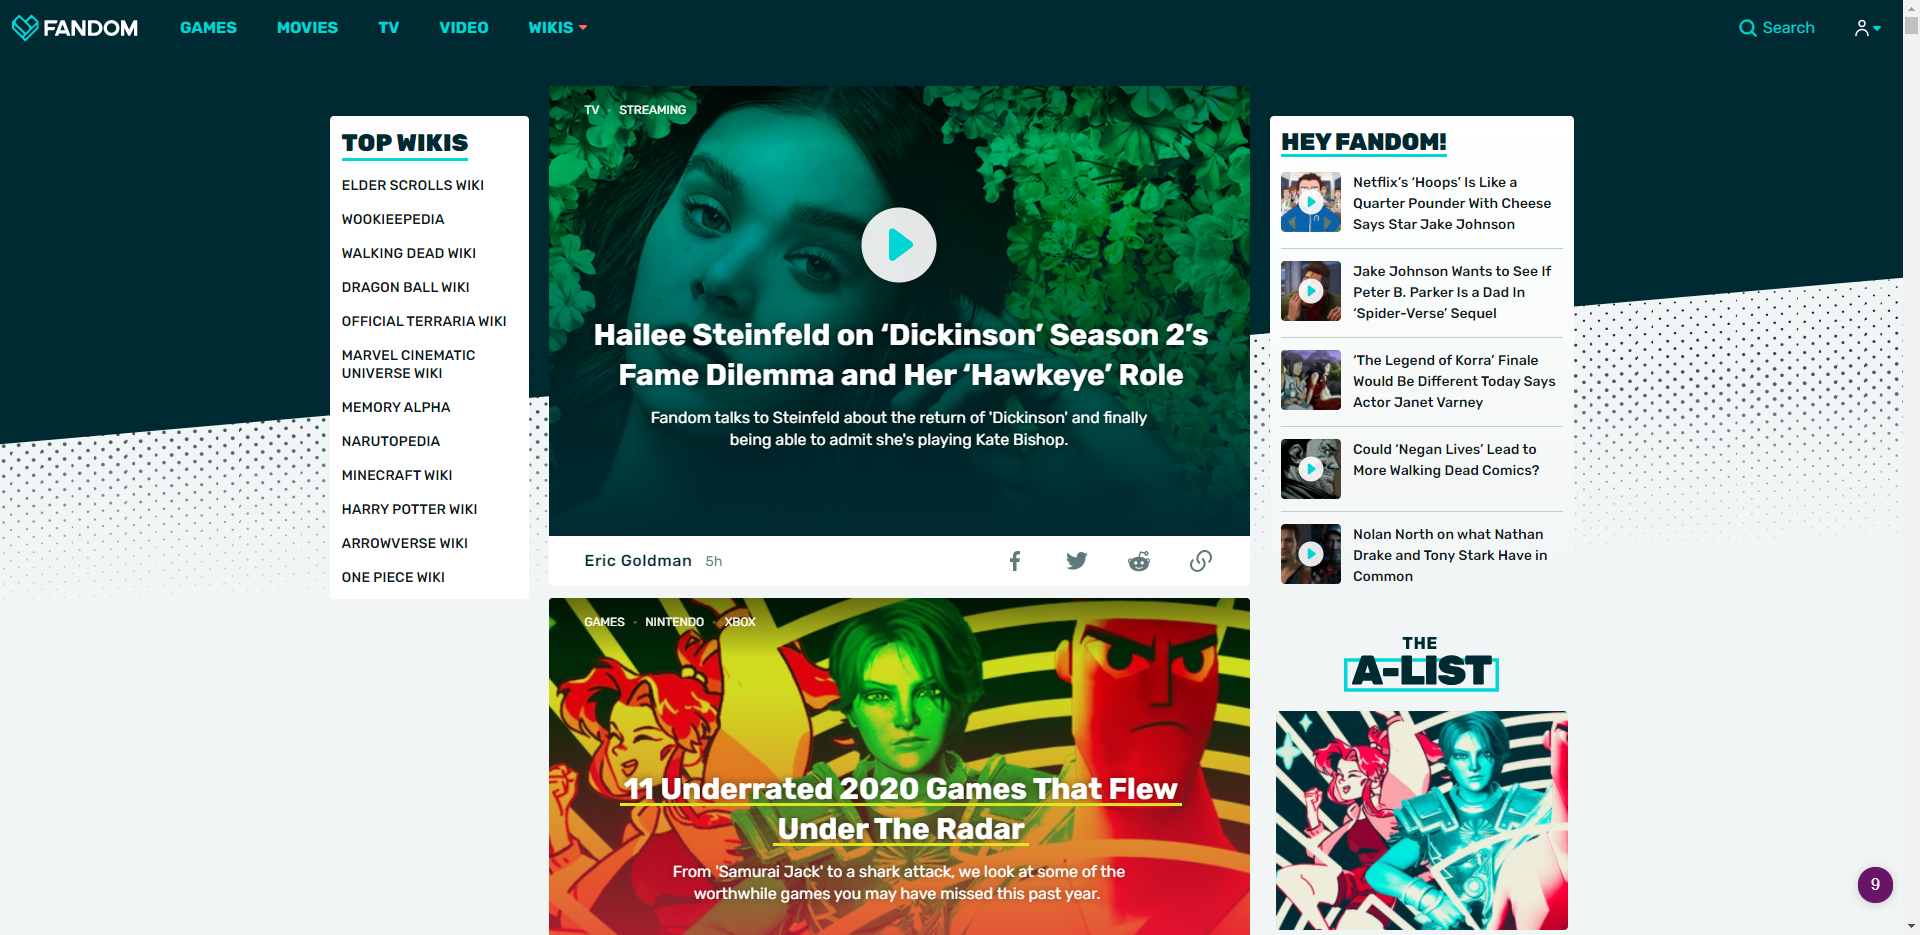 FANDOM
GAMES
MOVIES
TV
VIDEO
WIKIS
Search
TOP WIKIS
ELDER SCROLLS WIKI
WOOKIEEPEDIA
WALKING DEAD WIKI
DRAGON BALL WIKI
OFFICIAL TERRARIA WIKI
MARVEL CINEMATIC
UNIVERSE WIKI
MEMORY ALPHA
NARUTOPEDIA
MINECRAFT WIKI
HARRY POTTER WIKI
ARROWVERSE WIKI
ONE PIECE WIKI
TV • STREAMING
Hailee Steinfeld on ‘Dickinson’ Season 2’s
Fame Dilemma and Her ‘Hawkeye’ Role
Fandom talks to Steinfeld about the return of 'Dickinson' and finally
being able to admit she's playing Kate Bishop.
Eric Goldman 5h
GAMES • NINTENDO • XBOX
11 Underrated 2020 Games That Flew
Under The Radar
From 'Samurai Jack' to a shark attack, we look at some of the
worthwhile games you may have missed this past year.
HEY FANDOM!
Netflix’s ‘Hoops’ Is Like a
Quarter Pounder With Cheese
Says Star Jake Johnson
Jake Johnson Wants to See If
Peter B. Parker Is a Dad In
‘Spider-Verse’ Sequel
‘The Legend of Korra’ Finale
Would Be Different Today Says
Actor Janet Varney
Could ‘Negan Lives’ Lead to
More Walking Dead Comics?
Nolan North on what Nathan
Drake and Tony Stark Have in
Common
THE
A-LIST
9